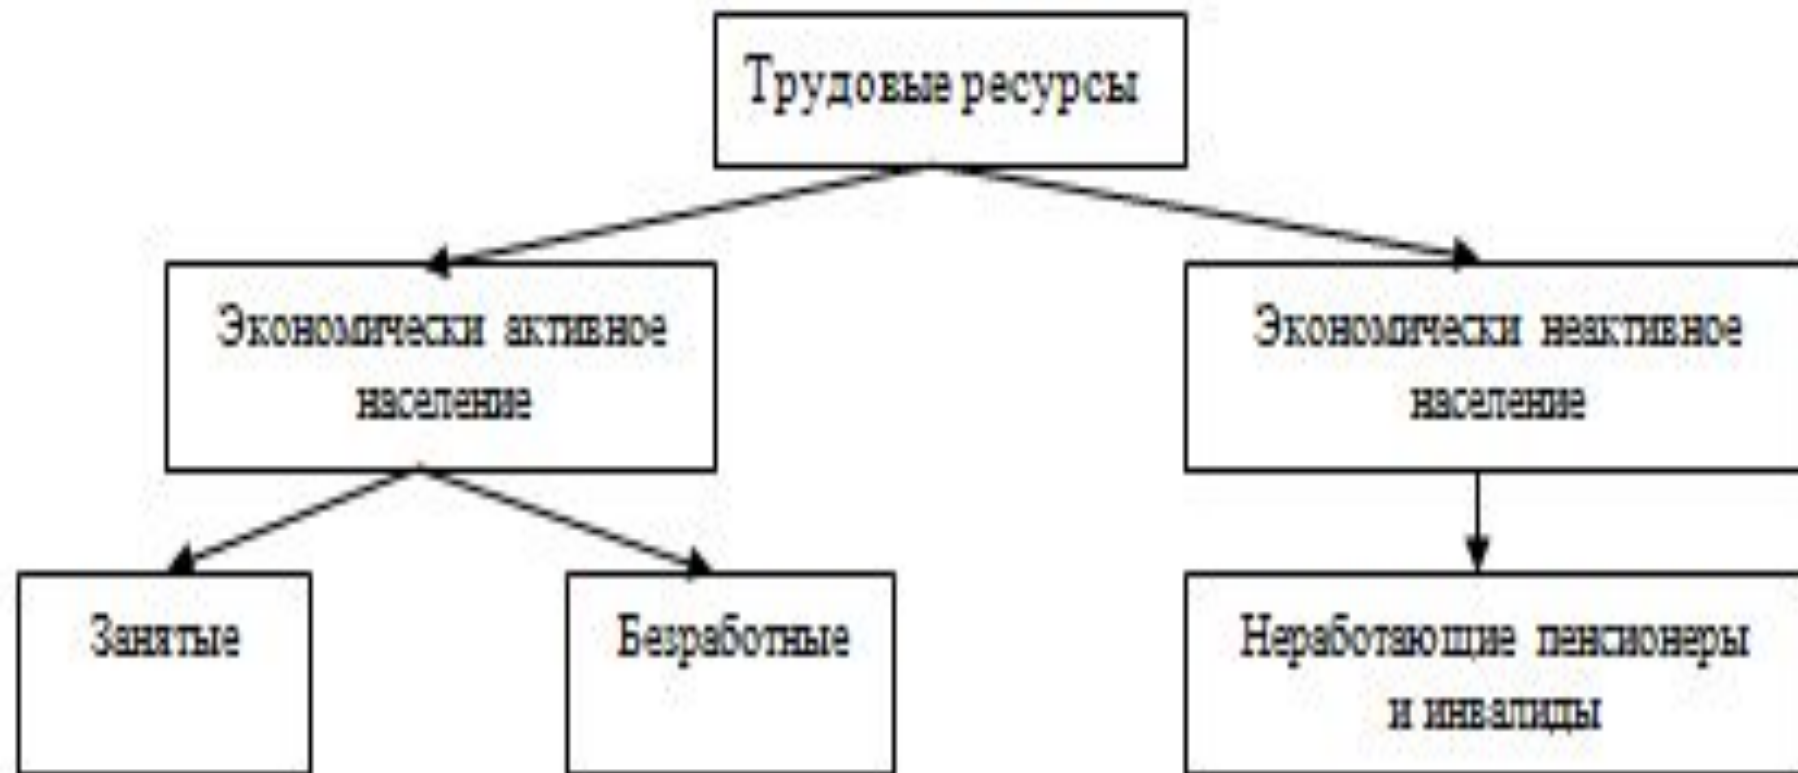 Трудовые ресурсы
Экономически активное
население
Экономически неактивное
население
Занятые
Безработные
Неработающие пенсионеры
и инвалиды